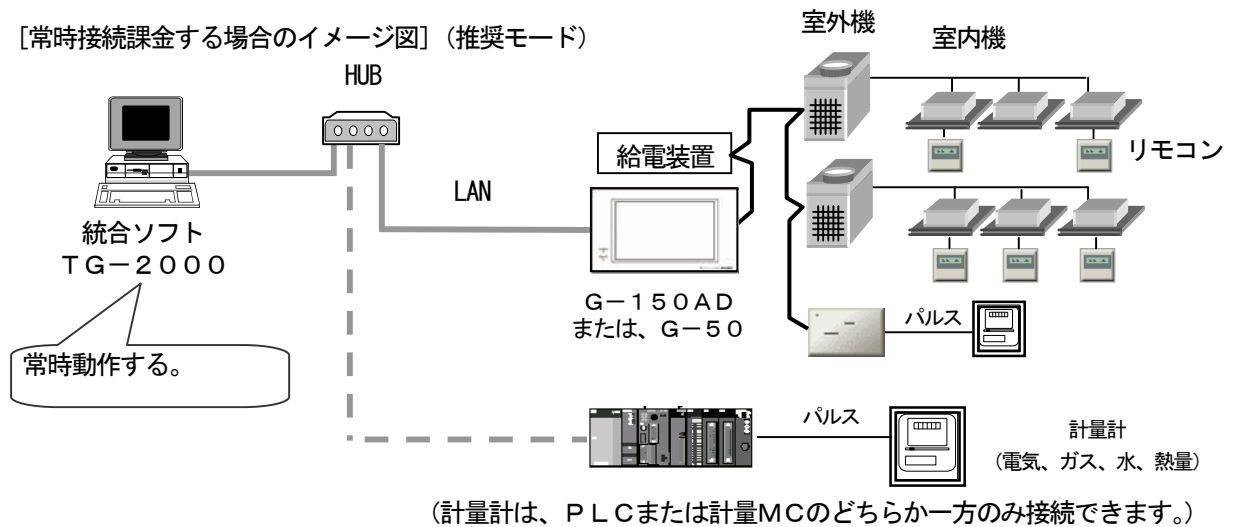 [常時接続課金する場合のイメージ図]（推奨モード）
HUB
室外機
室内機
リモコン
給電装置
LAN
統合ソフト
ＴＧ－２０００
常時動作する。
Ｇ－１５０ＡＤ
または、Ｇ－５０
パルス
パルス
計量計
（電気、ガス、水、熱量）
（計量計は、ＰＬＣまたは計量ＭＣのどちらか一方のみ接続できます。）